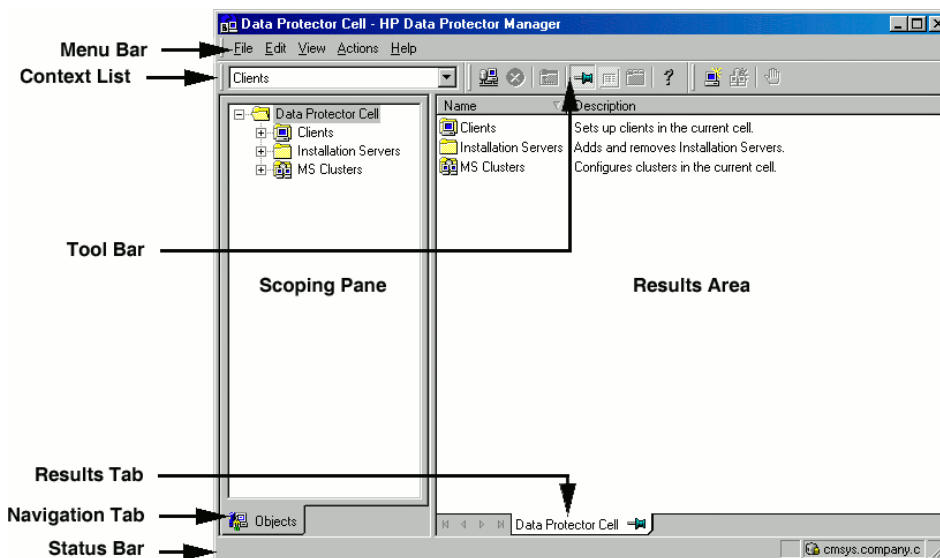 Data Protector Cell - HP Data Protector Manager
Menu Bar
File Edit View Actions Help
Context List
Clients
?
Name Description
Data Protector Cell
Clients
Installation Servers
MS Clusters
Clients Sets up clients in the current cell.
Installation Servers Adds and removes Installation Servers.
MS Clusters Configures clusters in the current cell.
Tool Bar
Scoping Pane
Results Area
Results Tab
Navigation Tab
Objects
Data Protector Cell
Status Bar
cmsys.company.c